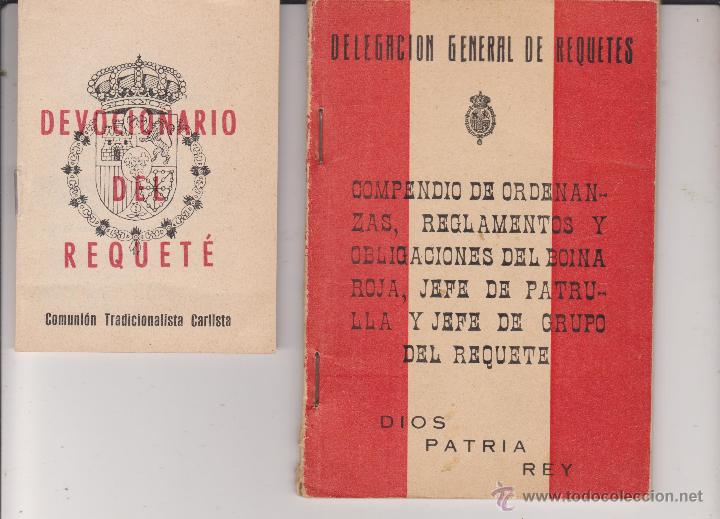 DEVOCIONARIO
DEL
REQUETÉ
Comunión Tradicionalista Carlista
DELEGACION GENERAL DE REQUETES
COMPENDIO DE ORDENAN-
ZAS, REGLAMENTOS Y
OBLIGACIONES DEL BOINA
ROJA, JEFE DE PATRU-
LLA Y JEFE DE GRUPO
DEL REQUETE
DIOS
PATRIA
REY
www.todocoleccion.net